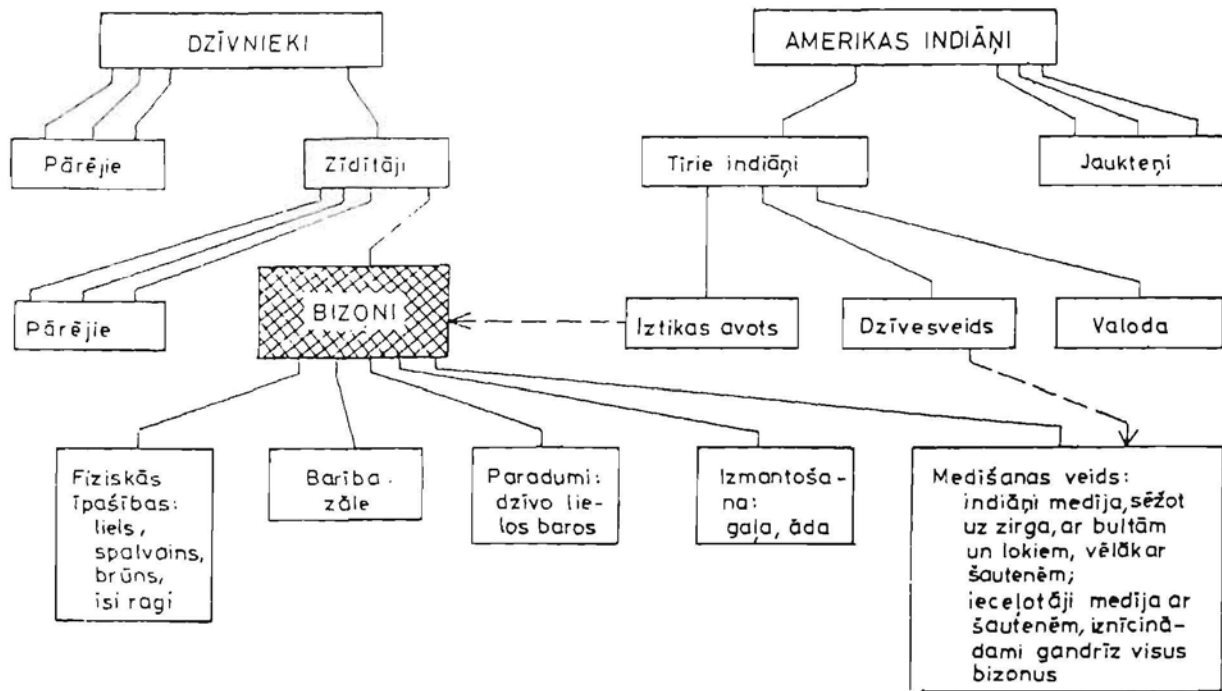 DZĪVNIEKI
AMERIKAS INDIĀŅI
Pārējie
Zīdītāji
Tīrie indiāņi
Jaukteņi
Pārējie
BIZONI
Iztikas avots
Dzīvesveids
Valoda
Fiziskās
īpašības:
liels,
spalvains,
brūns,
īsi ragi
Barība.
zāle
Paradumi:
dzīvo lie-
los baros
Izmantoša-
na:
gaļa, āda
Medīšanas veids:
indiāņi medīja, sēžot
uz zirga, ar bultām
un lokiem, vēlāk ar
šautenēm;
ieceļotāji medīja ar
šautenēm, iznīcinā-
dami gandrīz visus
bizonus